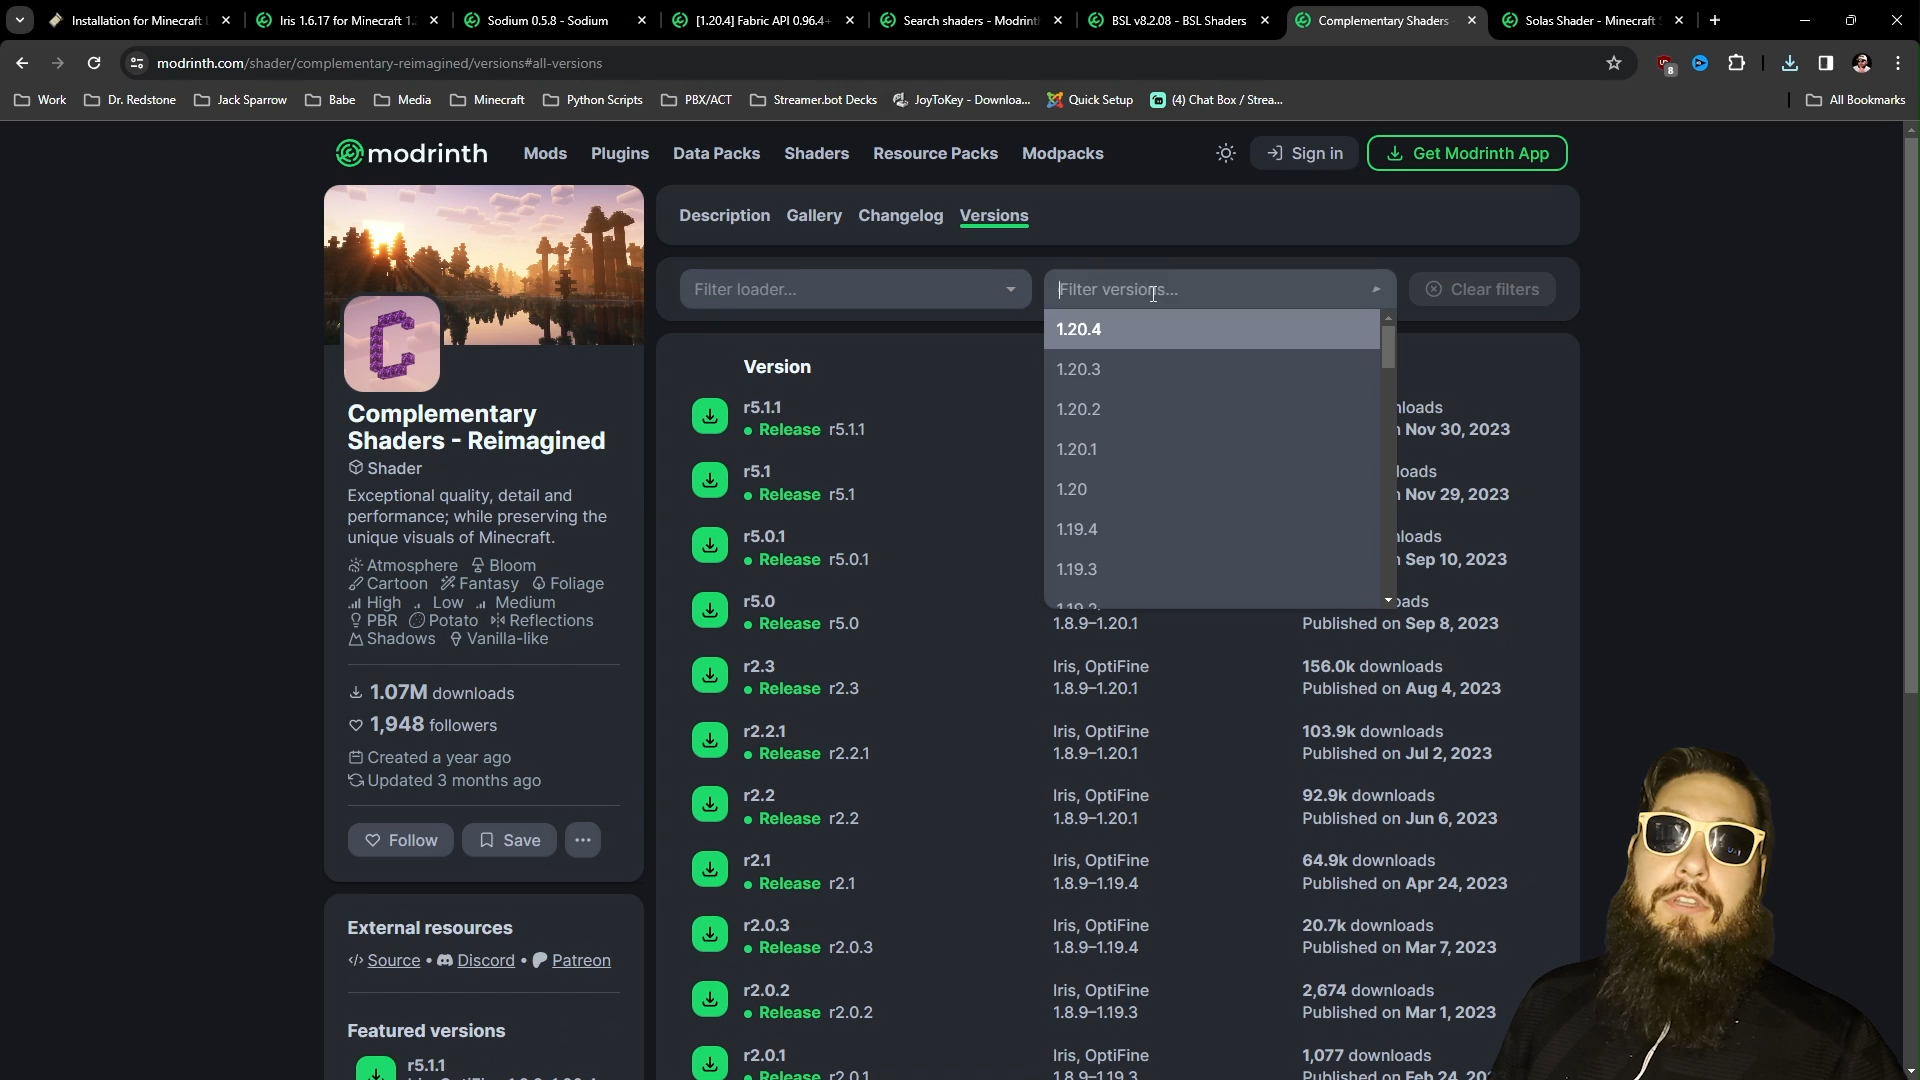 Installation for Minecraft
Iris 1.6.17 for Minecraft 1.
Sodium 0.5.8 - Sodium
[1.20.4] Fabric API 0.96.4+
Search shaders - Modrinth
BSL v8.2.08 - BSL Shaders
Complementary Shaders
Solas Shader - Minecraft
modrinth.com/shader/complementary-reimagined/versions#all-versions
8
Work
Dr. Redstone
Jack Sparrow
Babe
Media
Minecraft
Python Scripts
PBX/ACT
Streamer.bot Decks
JoyToKey - Downloa...
Quick Setup
(4) Chat Box / Strea...
All Bookmarks
modrinth
Mods
Plugins
Data Packs
Shaders
Resource Packs
Modpacks
Sign in
Get Modrinth App
Description
Gallery
Changelog
Versions
Filter loader...
Filter versions...
Clear filters
1.20.4
1.20.3
1.20.2
1.20.1
1.20
1.19.4
1.19.3
1.19.2
Complementary
Shaders - Reimagined
Shader
Exceptional quality, detail and
performance; while preserving the
unique visuals of Minecraft.
Atmosphere Bloom
Cartoon Fantasy Foliage
High Low Medium
PBR Potato Reflections
Shadows Vanilla-like
1.07M downloads
1,948 followers
Created a year ago
Updated 3 months ago
Follow
Save
External resources
Source • Discord • Patreon
Featured versions
r5.1.1
Version
r5.1.1
Release r5.1.1
Nov 30, 2023
r5.1
Release r5.1
Nov 29, 2023
r5.0.1
Release r5.0.1
Sep 10, 2023
r5.0
Release r5.0
1.8.9–1.20.1
Published on Sep 8, 2023
r2.3
Iris, OptiFine
156.0k downloads
Release r2.3
1.8.9–1.20.1
Published on Aug 4, 2023
r2.2.1
Iris, OptiFine
103.9k downloads
Release r2.2.1
1.8.9–1.20.1
Published on Jul 2, 2023
r2.2
Iris, OptiFine
92.9k downloads
Release r2.2
1.8.9–1.20.1
Published on Jun 6, 2023
r2.1
Iris, OptiFine
64.9k downloads
Release r2.1
1.8.9–1.19.4
Published on Apr 24, 2023
r2.0.3
Iris, OptiFine
20.7k downloads
Release r2.0.3
1.8.9–1.19.4
Published on Mar 7, 2023
r2.0.2
Iris, OptiFine
2,674 downloads
Release r2.0.2
1.8.9–1.19.3
Published on Mar 1, 2023
r2.0.1
Iris, OptiFine
1,077 downloads
Release r2.0.1
1.8.9–1.19.3
Published on Feb 24,